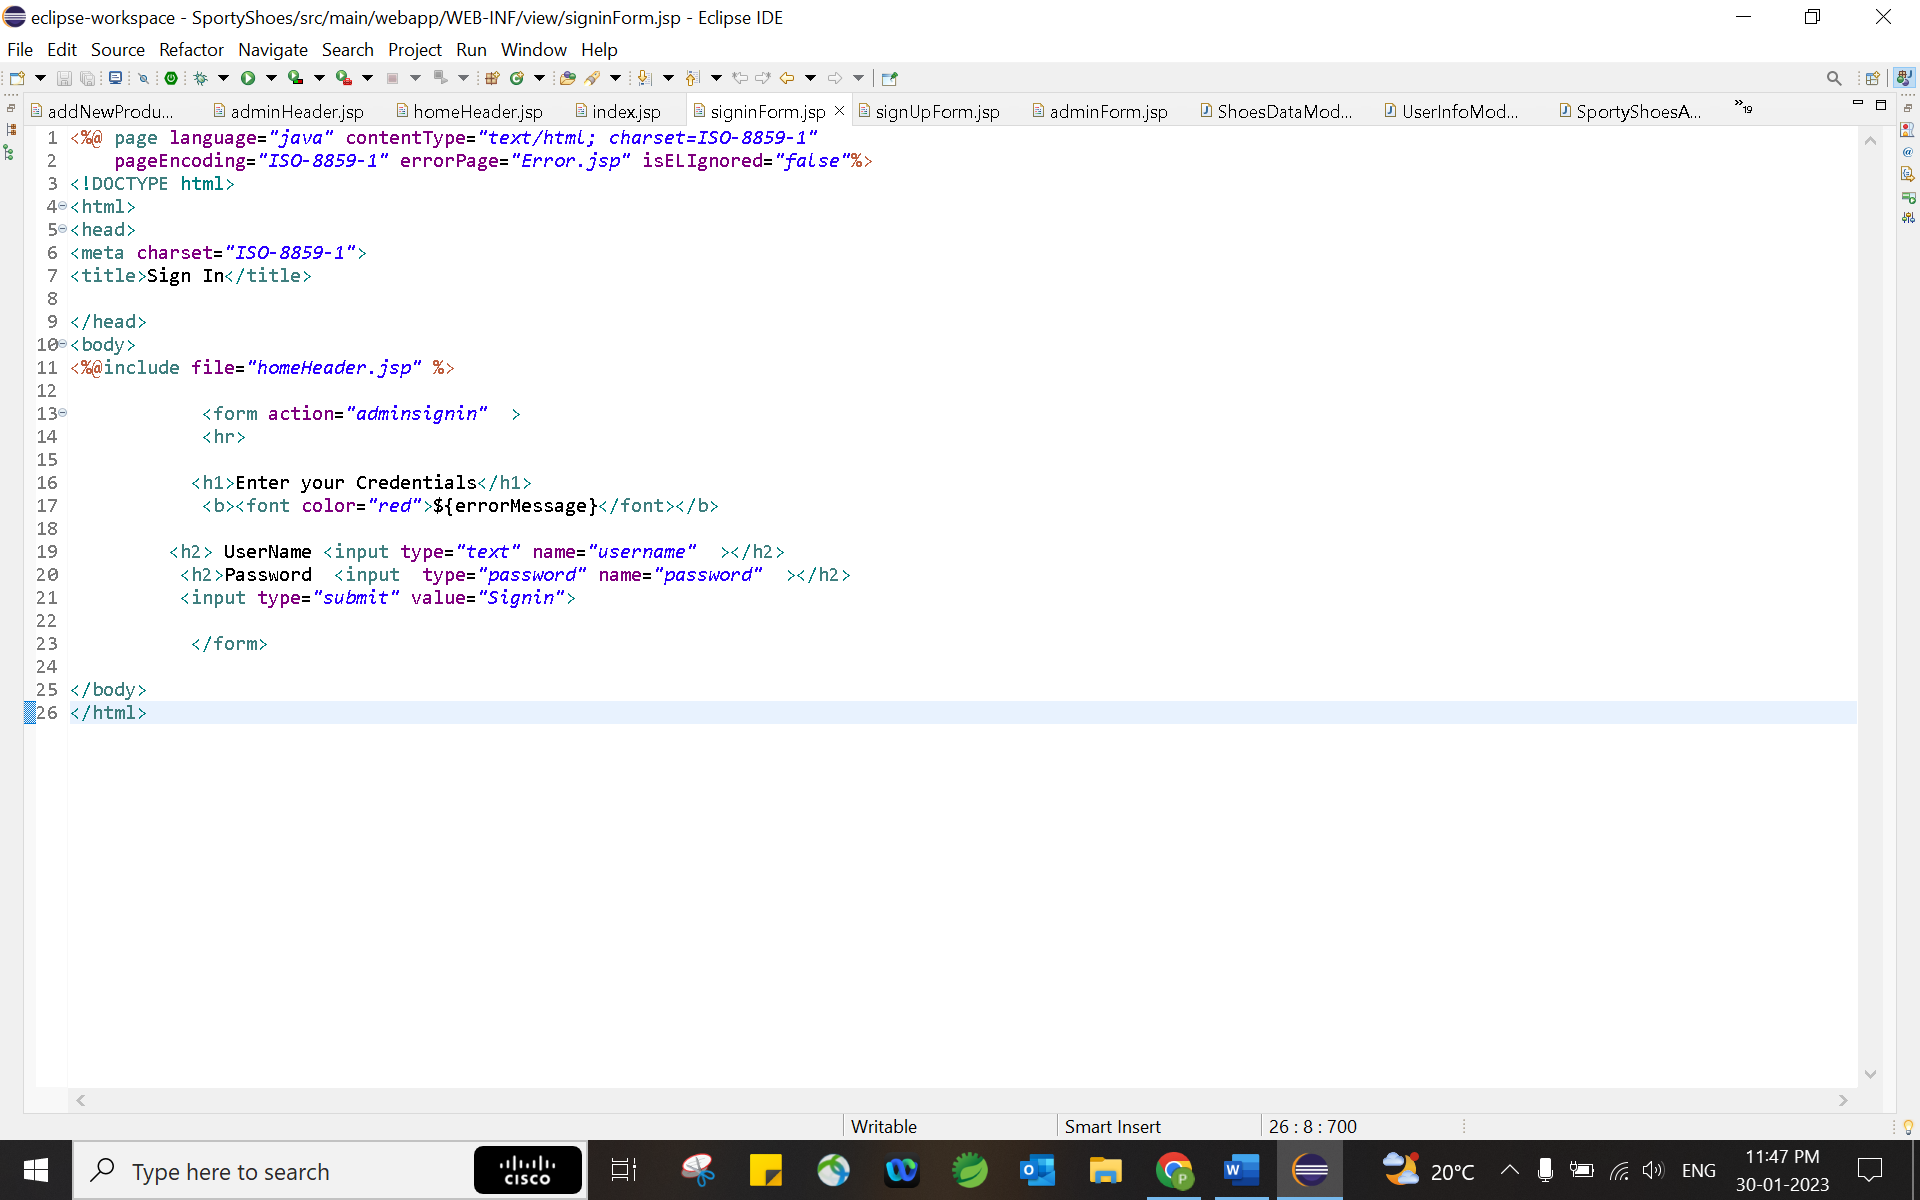 eclipse-workspace - SportyShoes/src/main/webapp/WEB-INF/view/signinForm.jsp - Eclipse IDE
File Edit Source Refactor Navigate Search Project Run Window Help
addNewProdu... adminHeader.jsp homeHeader.jsp index.jsp signinForm.jsp signUpForm.jsp adminForm.jsp ShoesDataMod... UserInfoMod... SportyShoesA... »19
1 <%@ page language="java" contentType="text/html; charset=ISO-8859-1"
2 pageEncoding="ISO-8859-1" errorPage="Error.jsp" isELIgnored="false"%>
3 <!DOCTYPE html>
4 <html>
5 <head>
6 <meta charset="ISO-8859-1">
7 <title>Sign In</title>
8
9 </head>
10 <body>
11 <%@include file="homeHeader.jsp" %>
12
13 <form action="adminsignin" >
14 <hr>
15
16 <h1>Enter your Credentials</h1>
17 <b><font color="red">${errorMessage}</font></b>
18
19 <h2> UserName <input type="text" name="username" ></h2>
20 <h2>Password <input type="password" name="password" ></h2>
21 <input type="submit" value="Signin">
22
23 </form>
24
25 </body>
26 </html>
Writable Smart Insert 26 : 8 : 700
Type here to search
CISCO
20°C ENG
11:47 PM
30-01-2023